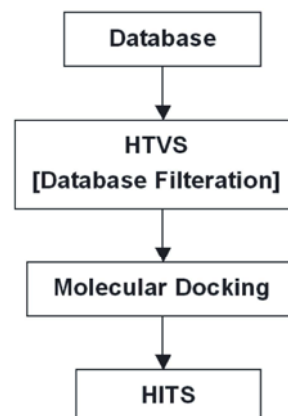 Database
HTVS
[Database Filteration]
Molecular Docking
HITS